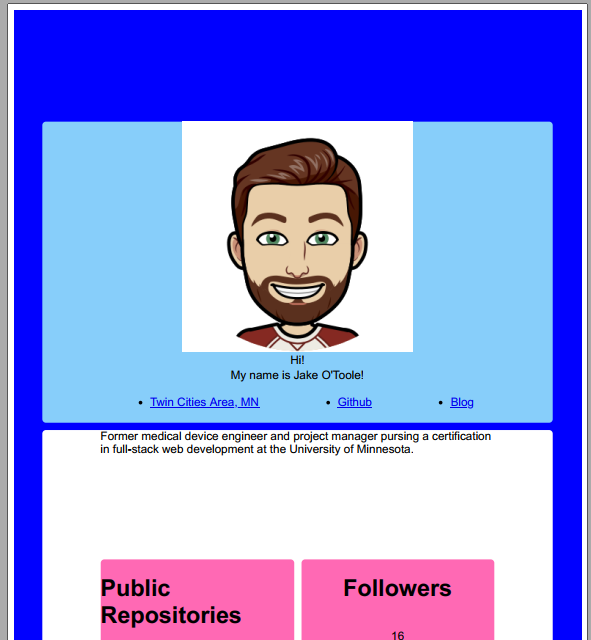 Hi!
My name is Jake O'Toole!
Twin Cities Area, MN
Github
Blog
Former medical device engineer and project manager pursing a certification
in full-stack web development at the University of Minnesota.
Public
Repositories
Followers
16